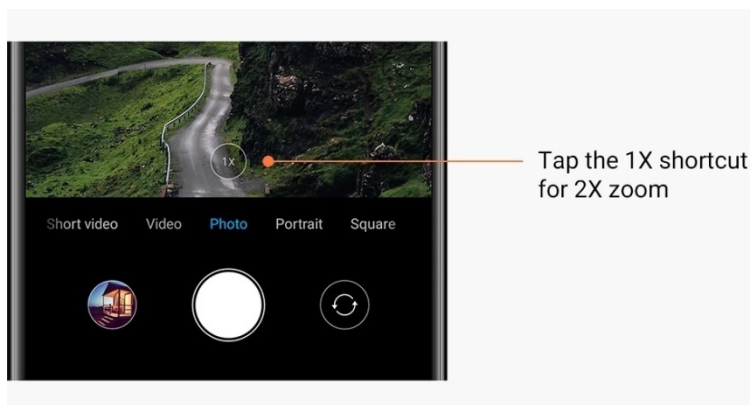 1X
Tap the 1X shortcut
for 2X zoom
Short video Video Photo Portrait Square